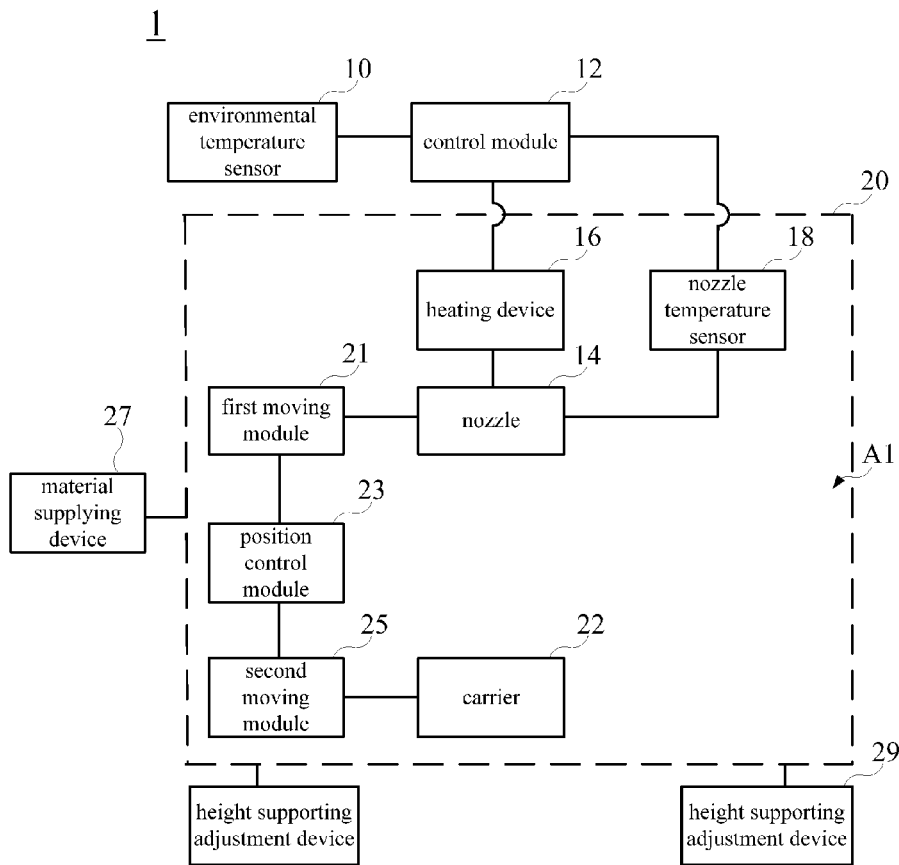 1
10
12
environmental
temperature
sensor
control module
20
16
18
heating device
nozzle
temperature
sensor
21
14
first moving
module
nozzle
27
A1
material
supplying
device
23
position
control
module
25
22
second
moving
module
carrier
29
height supporting
adjustment device
height supporting
adjustment device